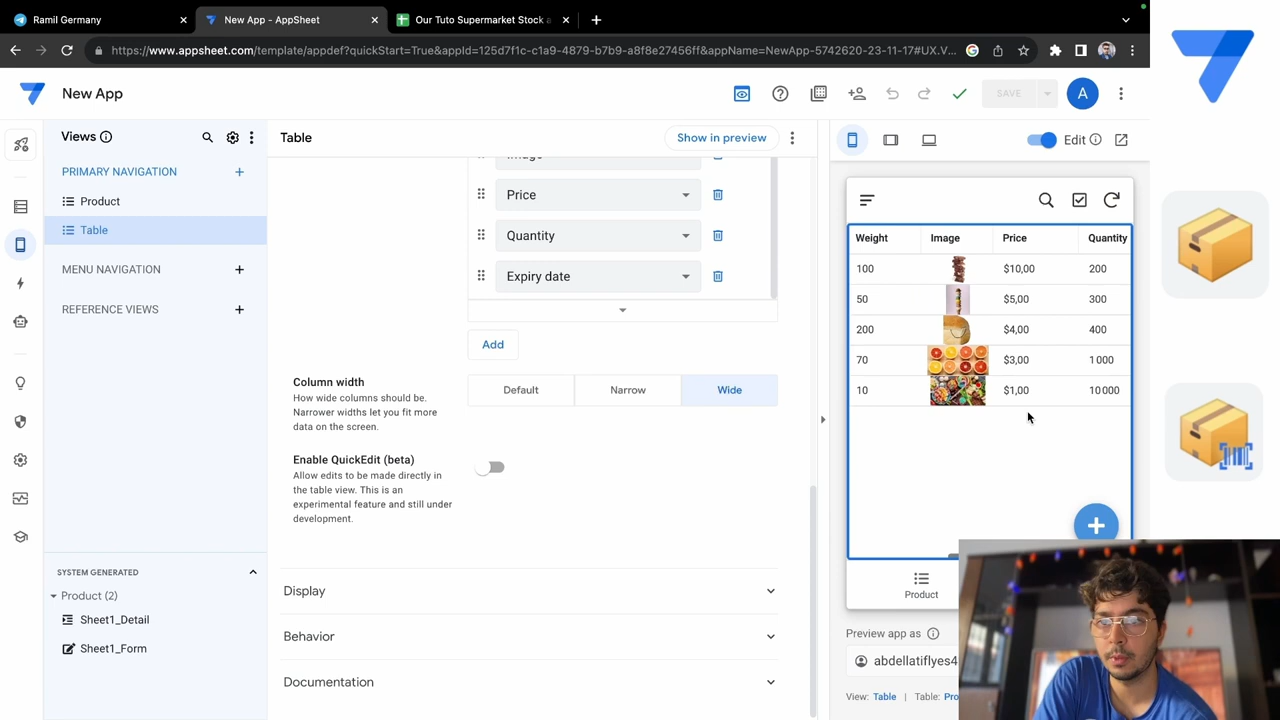 Ramil Germany
New App - AppSheet
Our Tuto Supermarket Stock a
https://www.appsheet.com/template/appdef?quickStart=True&appId=125d7f1c-c1a9-4879-b7b9-a8f8e27456ff&appName=NewApp-5742620-23-11-17#UX.V...
New App
SAVE
A
Views
Table
Show in preview
Edit
PRIMARY NAVIGATION
Product
Table
MENU NAVIGATION
REFERENCE VIEWS
SYSTEM GENERATED
Product (2)
Sheet1_Detail
Sheet1_Form
Image
Price
Quantity
Expiry date
Add
Column width
How wide columns should be.
Narrower widths let you fit more
data on the screen.
Default
Narrow
Wide
Enable QuickEdit (beta)
Allow edits to be made directly in
the table view. This is an
experimental feature and still under
development.
Display
Behavior
Documentation
Weight Image Price Quantity
100 $10,00 200
50 $5,00 300
200 $4,00 400
70 $3,00 1 000
10 $1,00 10 000
Product
Preview app as
abdellatiflyes4
View: Table | Table: Pro